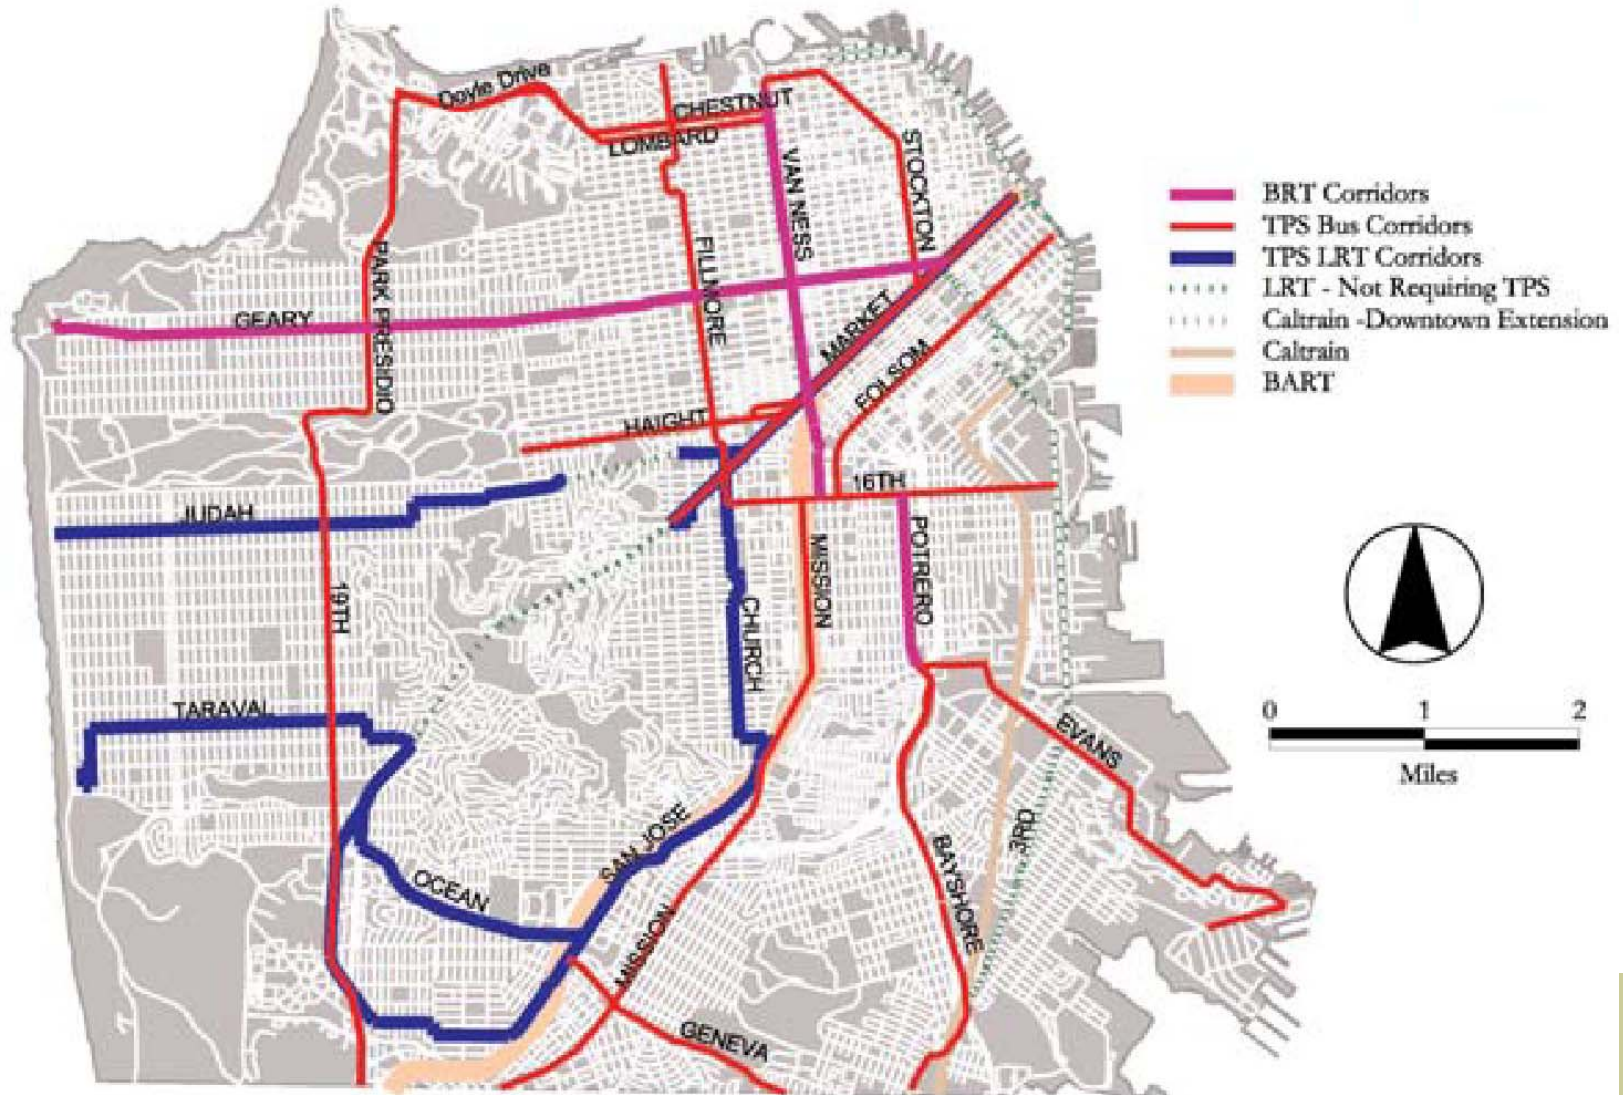 Doyle Drive
CHESTNUT
LOMBARD
VAN NESS
STOCKTON
PARK PRESIDIO
FILLMORE
GEARY
MARKET
FOLSOM
HAIGHT
16TH
JUDAH
19TH
MISSION
POTRERO
CHURCH
TARAVAL
EVANS
SAN JOSE
3RD
BAYSHORE
OCEAN
MISSION
GENEVA
BRT Corridors
TPS Bus Corridors
TPS LRT Corridors
LRT - Not Requiring TPS
Caltrain -Downtown Extension
Caltrain
BART
0 1 2
Miles